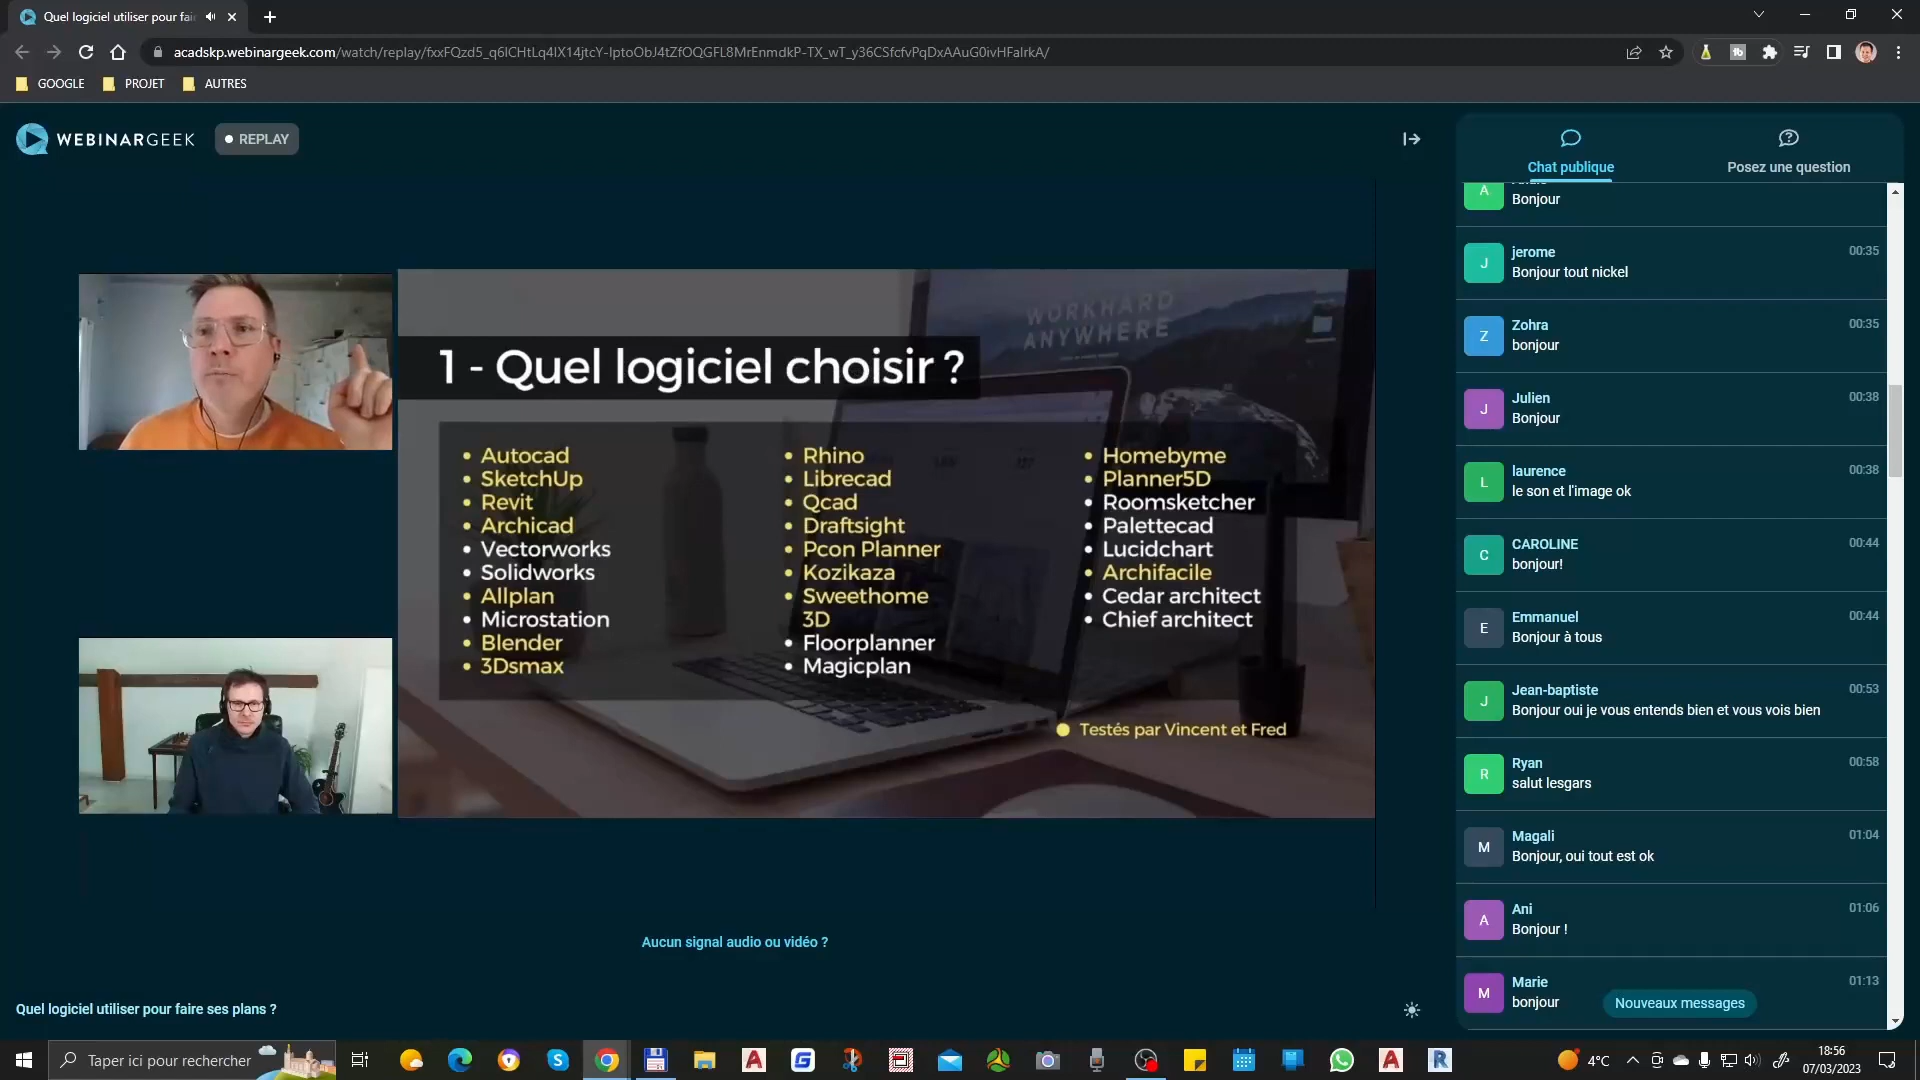 Quel logiciel utiliser pour fai
acadskp.webinargeek.com/watch/replay/
GOOGLE
PROJET
AUTRES
WEBINARGEEK
REPLAY
WORKHARD
ANYWHERE
1 - Quel logiciel choisir ?
Autocad
SketchUp
Revit
Archicad
Vectorworks
Solidworks
Allplan
Microstation
Blender
3Dsmax
Rhino
Librecad
Qcad
Draftsight
Pcon Planner
Kozikaza
Sweethome
3D
Floorplanner
Magicplan
Homebyme
Planner5D
Roomsketcher
Palettecad
Lucidchart
Archifacile
Cedar architect
Chief architect
Testés par Vincent et Fred
Aucun signal audio ou vidéo ?
Quel logiciel utiliser pour faire ses plans ?
Chat publique
Posez une question
A
Bonjour
J
jerome
00:35
Bonjour tout nickel
Z
Zohra
00:35
bonjour
J
Julien
00:38
Bonjour
L
laurence
00:38
le son et l'image ok
C
CAROLINE
00:44
bonjour!
E
Emmanuel
00:44
Bonjour à tous
J
Jean-baptiste
00:53
Bonjour oui je vous entends bien et vous vois bien
R
Ryan
00:58
salut lesgars
M
Magali
01:04
Bonjour, oui tout est ok
A
Ani
01:06
Bonjour !
M
Marie
01:13
bonjour
Nouveaux messages
Taper ici pour rechercher
4°C
18:56
07/03/2023